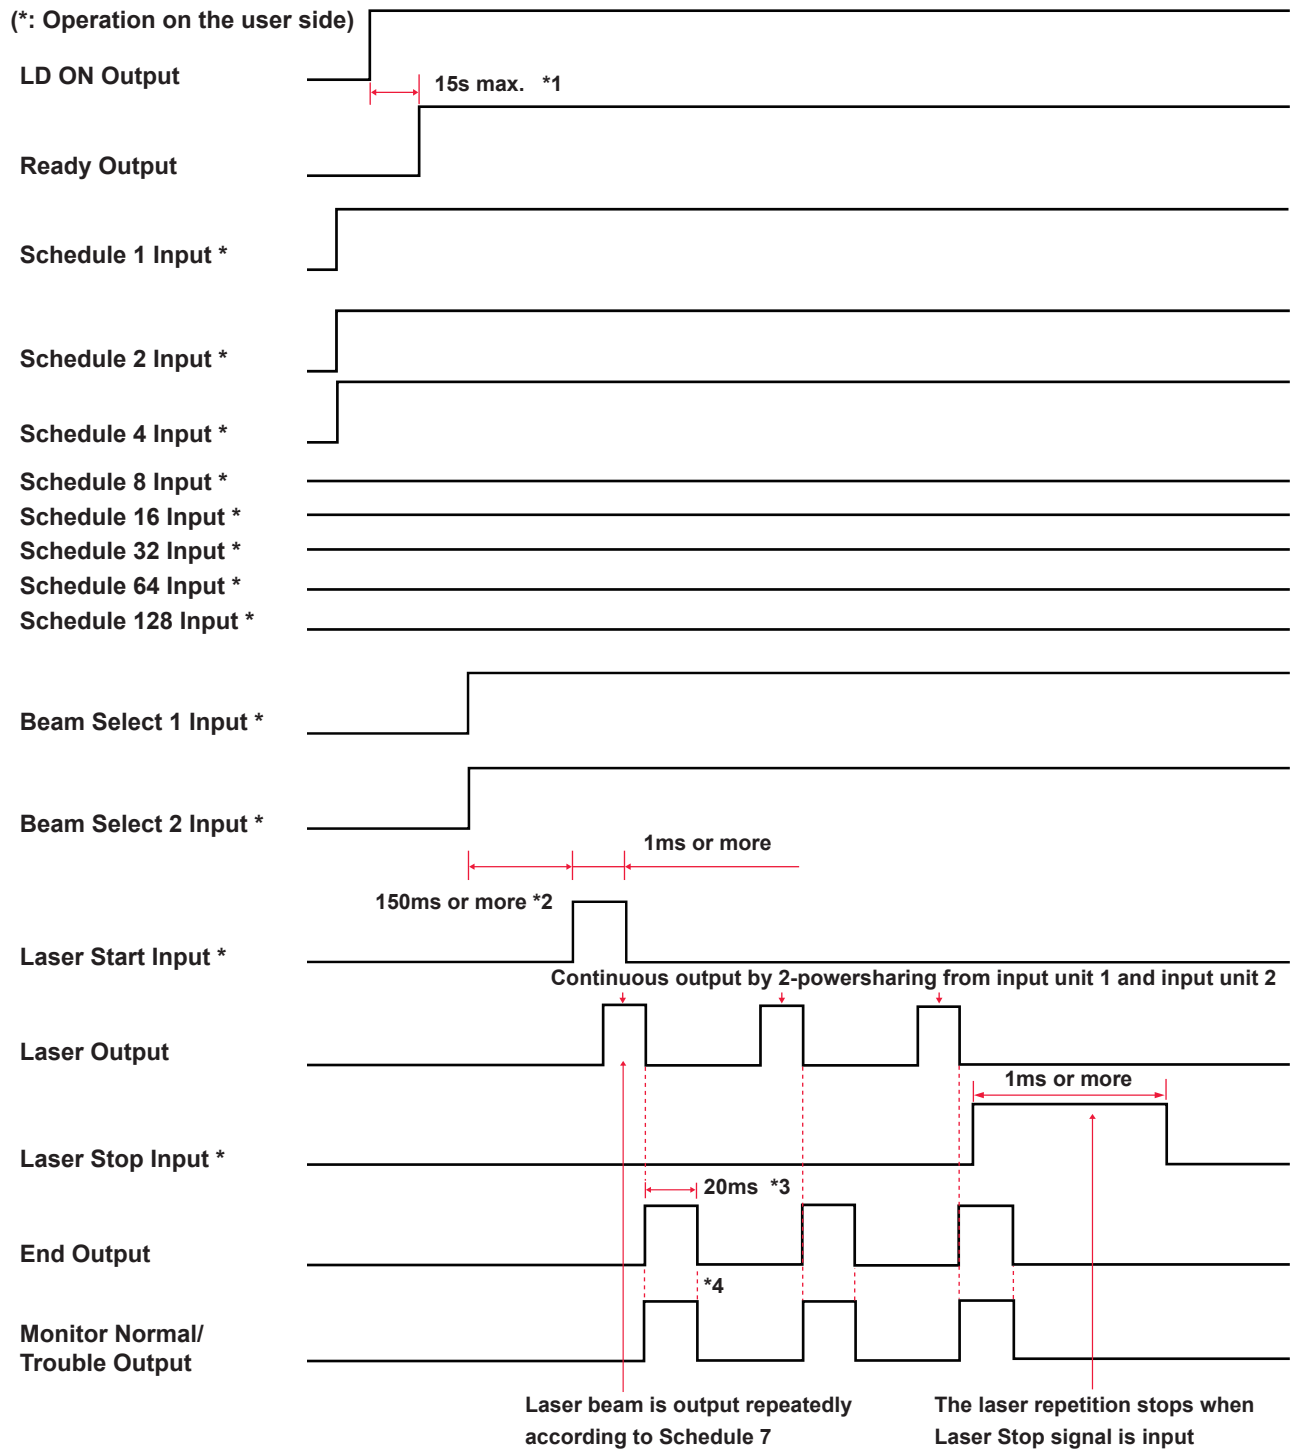 (*: Operation on the user side)
LD ON Output
15s max. *1
Ready Output
Schedule 1 Input *
Schedule 2 Input *
Schedule 4 Input *
Schedule 8 Input *
Schedule 16 Input *
Schedule 32 Input *
Schedule 64 Input *
Schedule 128 Input *
Beam Select 1 Input *
Beam Select 2 Input *
1ms or more
150ms or more *2
Laser Start Input *
Continuous output by 2-powersharing from input unit 1 and input unit 2
Laser Output
1ms or more
Laser Stop Input *
20ms *3
End Output
*4
Monitor Normal/
Trouble Output
Laser beam is output repeatedly
according to Schedule 7
The laser repetition stops when
Laser Stop signal is input